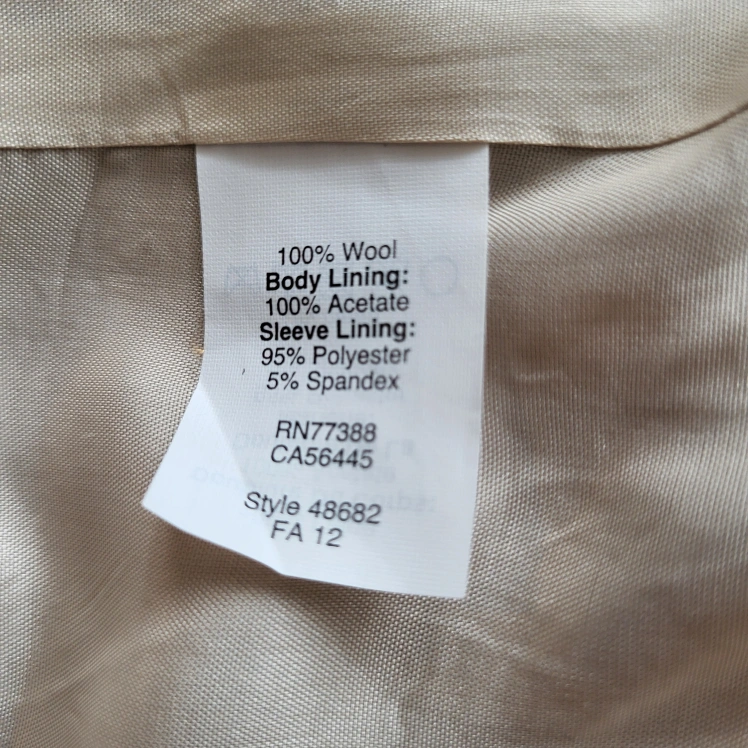 100% Wool
Body Lining:
100% Acetate
Sleeve Lining:
95% Polyester
5% Spandex
RN77388
CA56445
Style 48682
FA 12